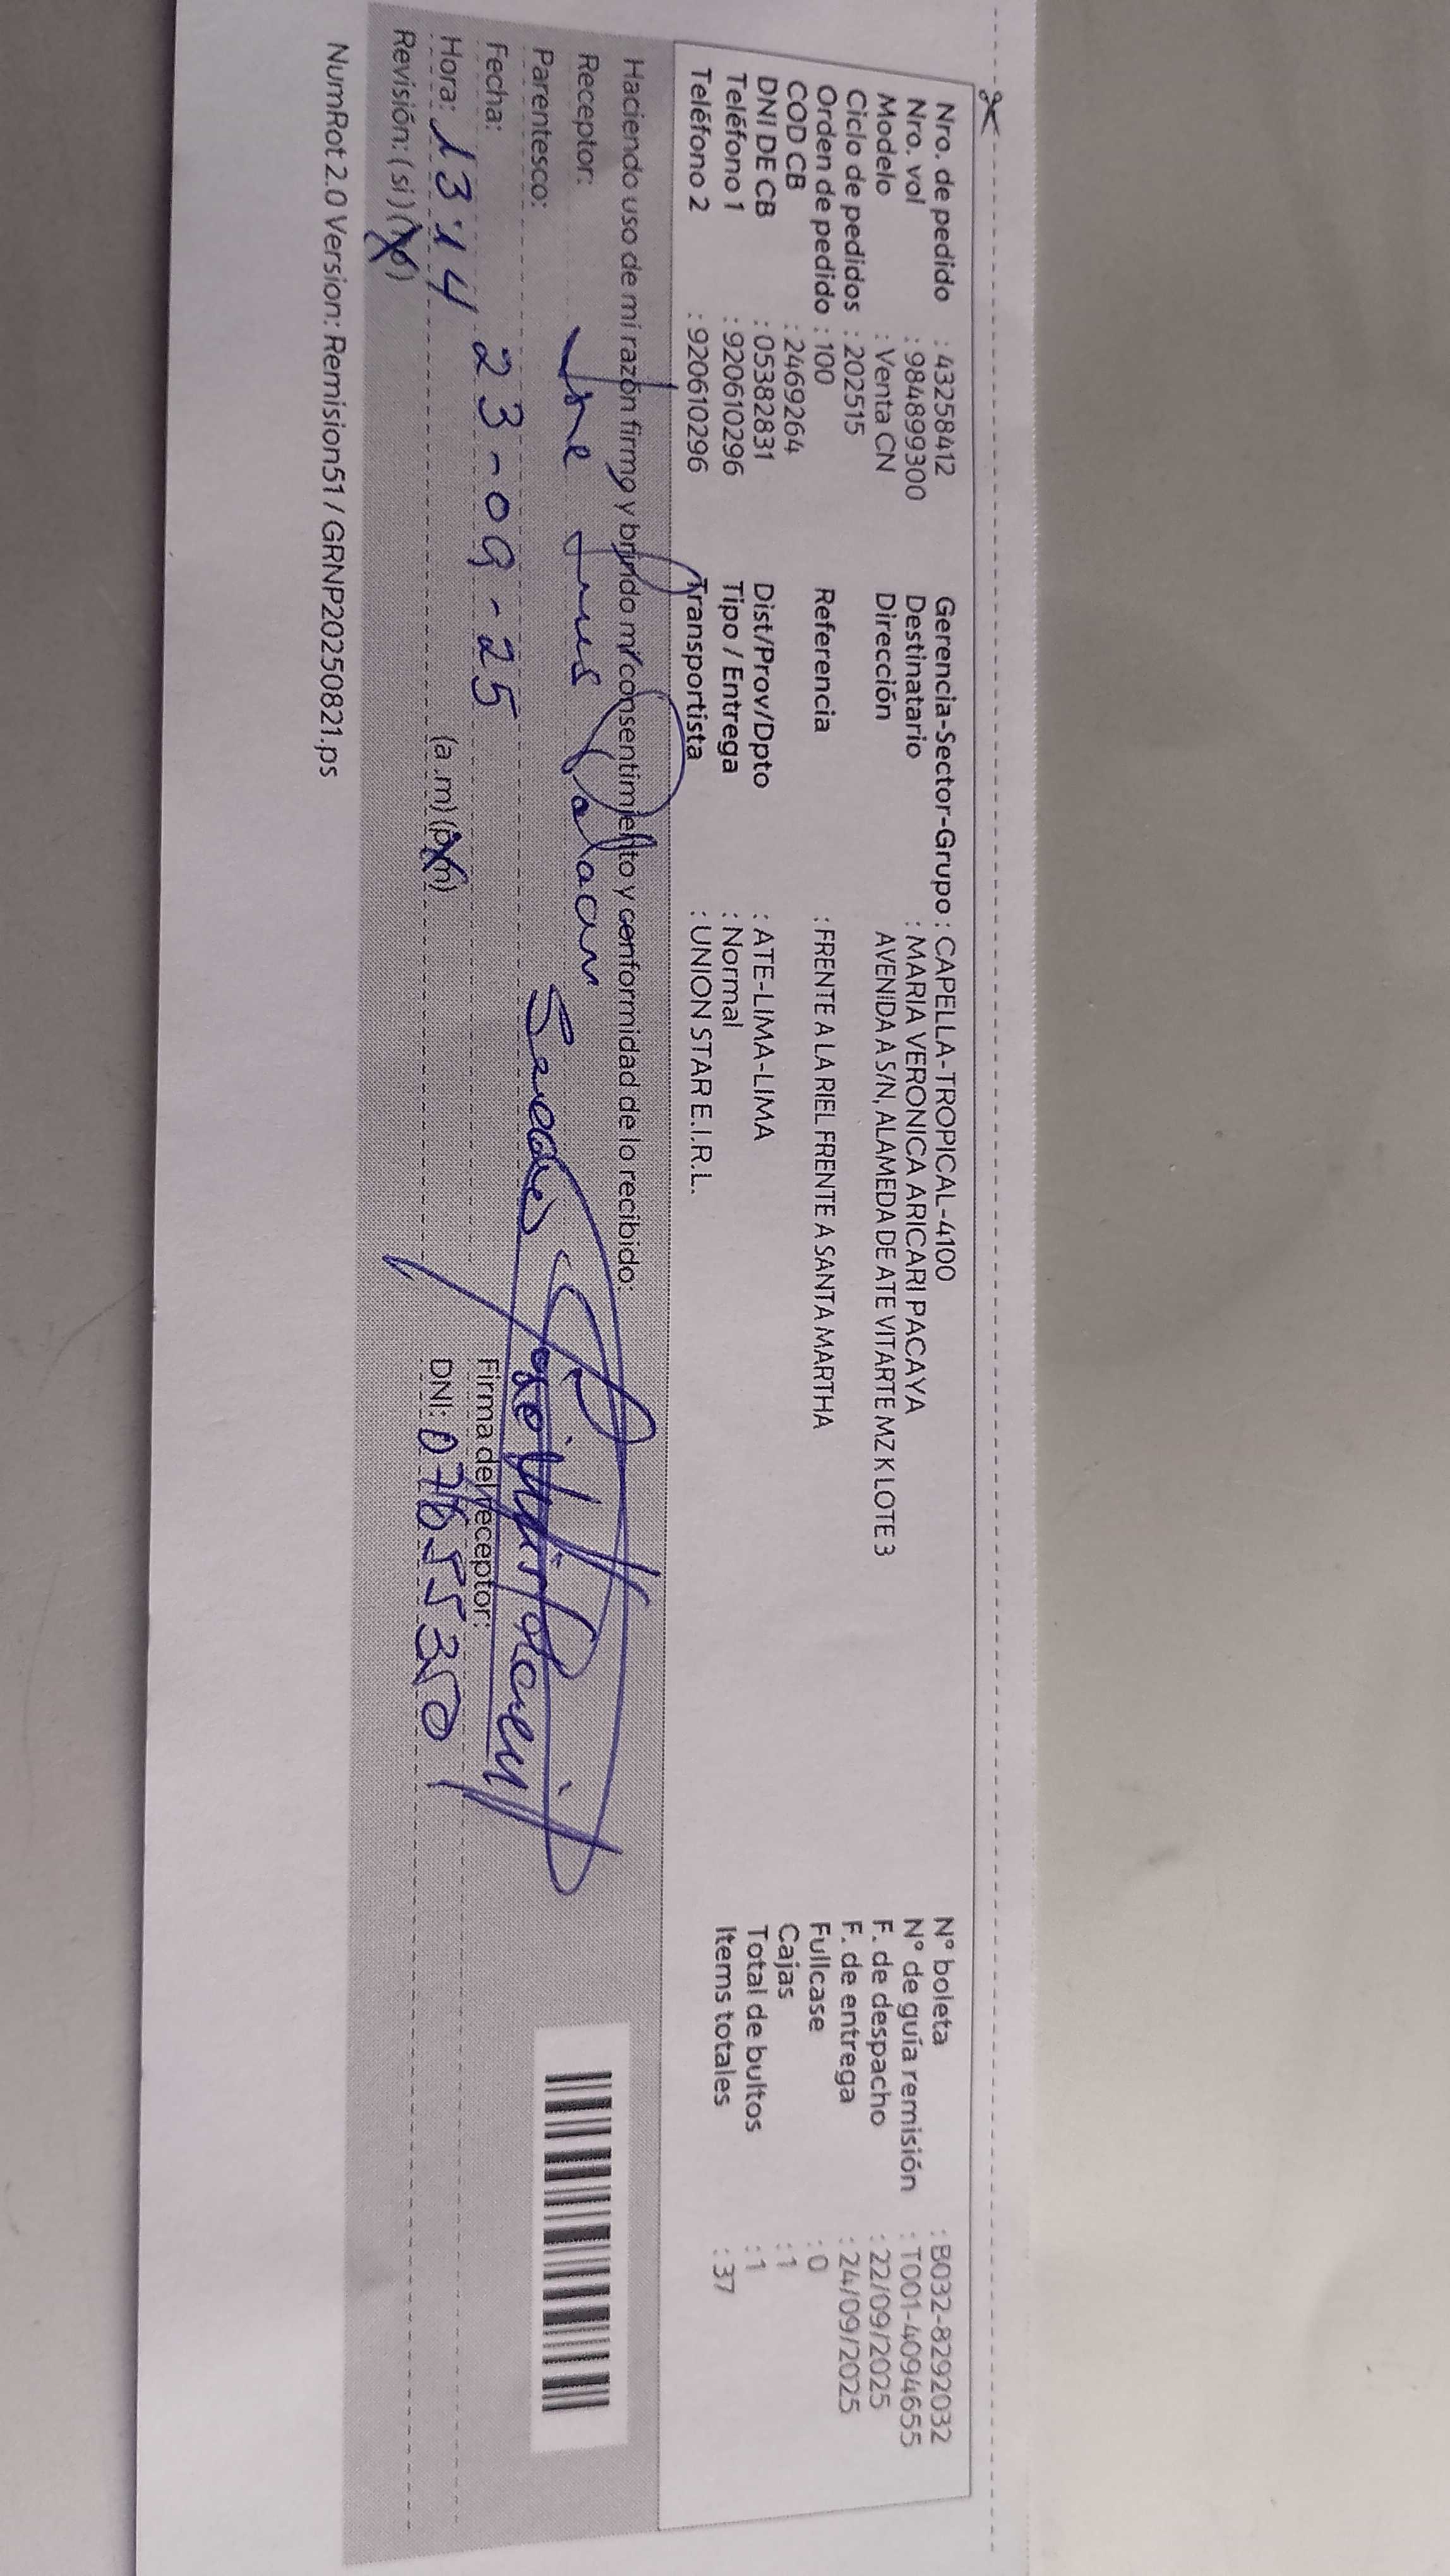 Nro. de pedido : 43258412 Gerencia-Sector-Grupo : CAPELLA-TROPICAL-4100 N° boleta : B032-8292032
Nro. vol : 984899300 Destinatario : MARIA VERONICA ARICARI PACAYA N° de guía remisión : T001-4094655
Modelo : Venta CN Dirección AVENIDA A S/N, ALAMEDA DE ATE VITARTE MZ K LOTE 3 F. de despacho : 22/09/2025
Ciclo de pedidos : 202515 F. de entrega : 24/09/2025
Orden de pedido : 100 Referencia : FRENTE A LA RIEL FRENTE A SANTA MARTHA Fullcase : 0
COD CB : 2469264 Cajas : 1
DNI DE CB : 05382831 Dist/Prov/Dpto : ATE-LIMA-LIMA Total de bultos : 1
Teléfono 1 : 920610296 Tipo / Entrega : Normal Items totales : 37
Teléfono 2 : 920610296 Transportista : UNION STAR E.I.R.L.
Haciendo uso de mi razón firmo y brindo mi consentimiento y conformidad de lo recibido:
Receptor: Jose Luis
Parentesco:
Fecha: 23-09-25 Firma del receptor:
Hora: 13:14 (a.m) (p.m) DNI: 07655350
Revisión: (si) (no)
NumRot 2.0 Version: Remision51 / GRNP20250821.ps